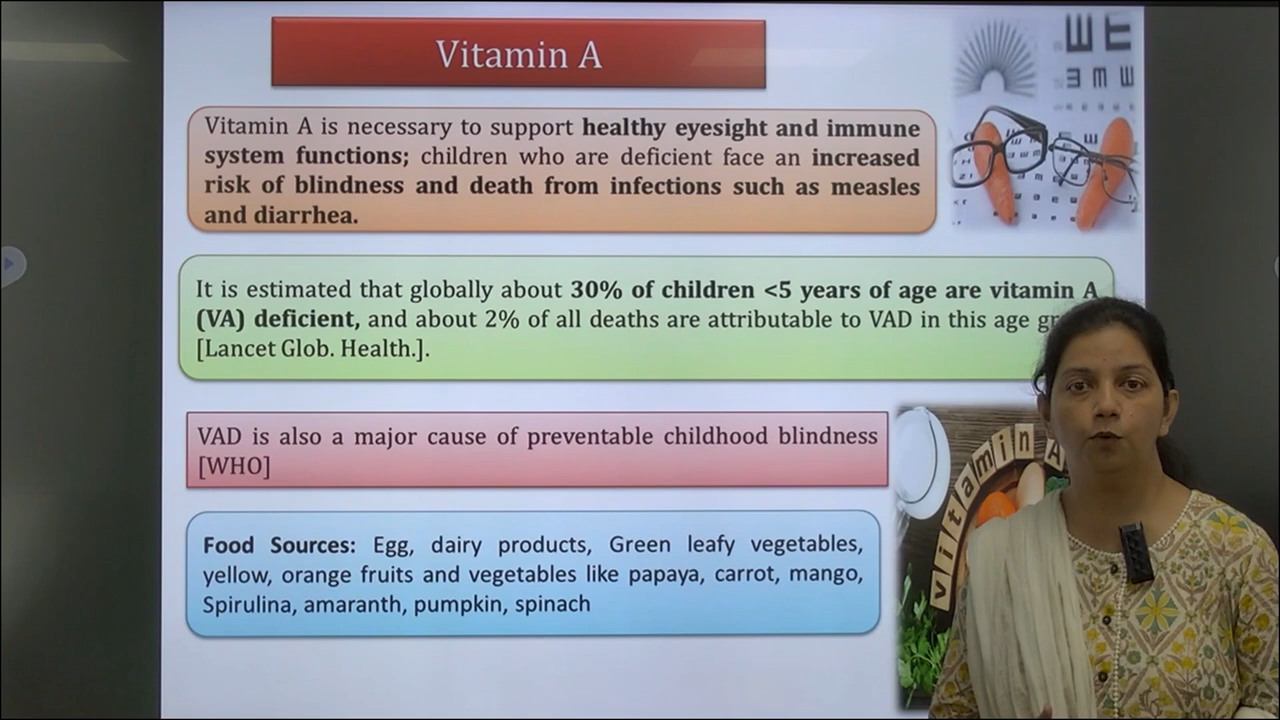 Vitamin A
Vitamin A is necessary to support healthy eyesight and immune
system functions; children who are deficient face an increased
risk of blindness and death from infections such as measles
and diarrhea.
It is estimated that globally about 30% of children <5 years of age are vitamin A
(VA) deficient, and about 2% of all deaths are attributable to VAD in this age
[Lancet Glob. Health.].
VAD is also a major cause of preventable childhood blindness
[WHO]
vitamin A
Food Sources: Egg, dairy products, Green leafy vegetables,
yellow, orange fruits and vegetables like papaya, carrot, mango,
Spirulina, amaranth, pumpkin, spinach